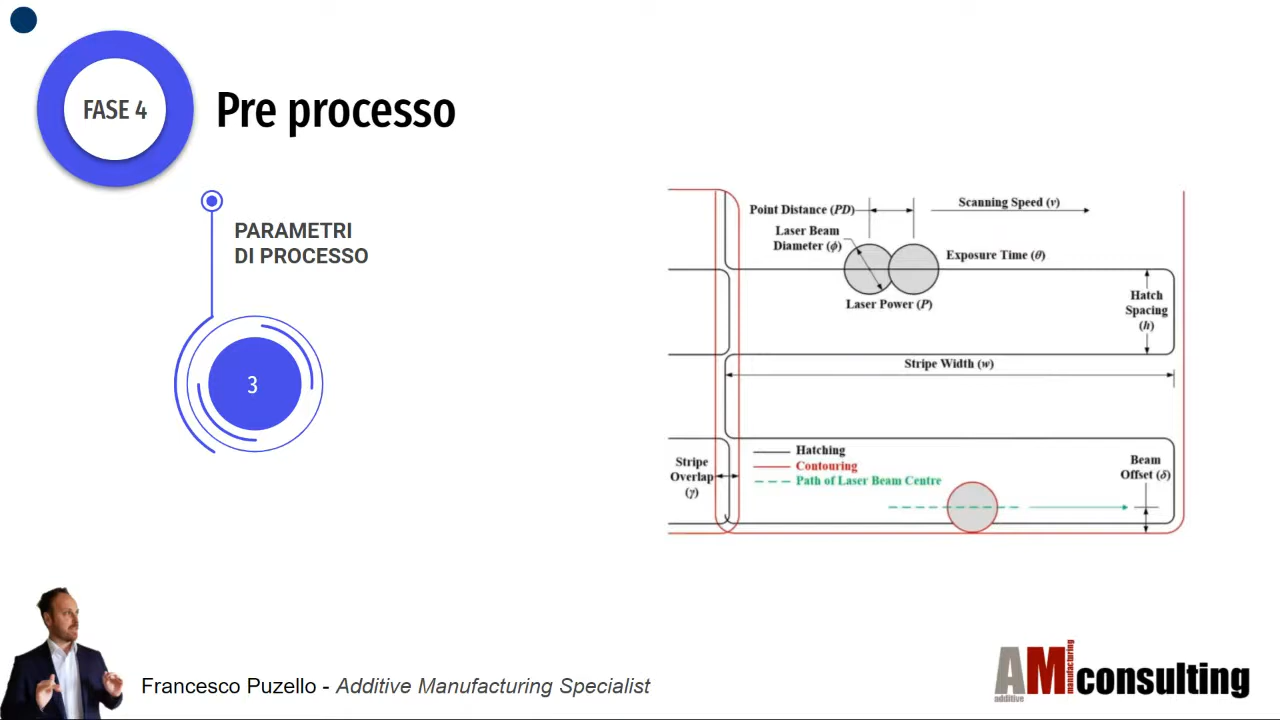 FASE 4
Pre processo
PARAMETRI
DI PROCESSO
3
Point Distance (PD)
Scanning Speed (v)
Laser Beam
Diameter (ϕ)
Exposure Time (θ)
Laser Power (P)
Hatch
Spacing
(h)
Stripe Width (w)
Hatching
Contouring
Path of Laser Beam Centre
Stripe
Overlap
(γ)
Beam
Offset (δ)
Francesco Puzello - Additive Manufacturing Specialist
AM consulting
additive
manufacturing